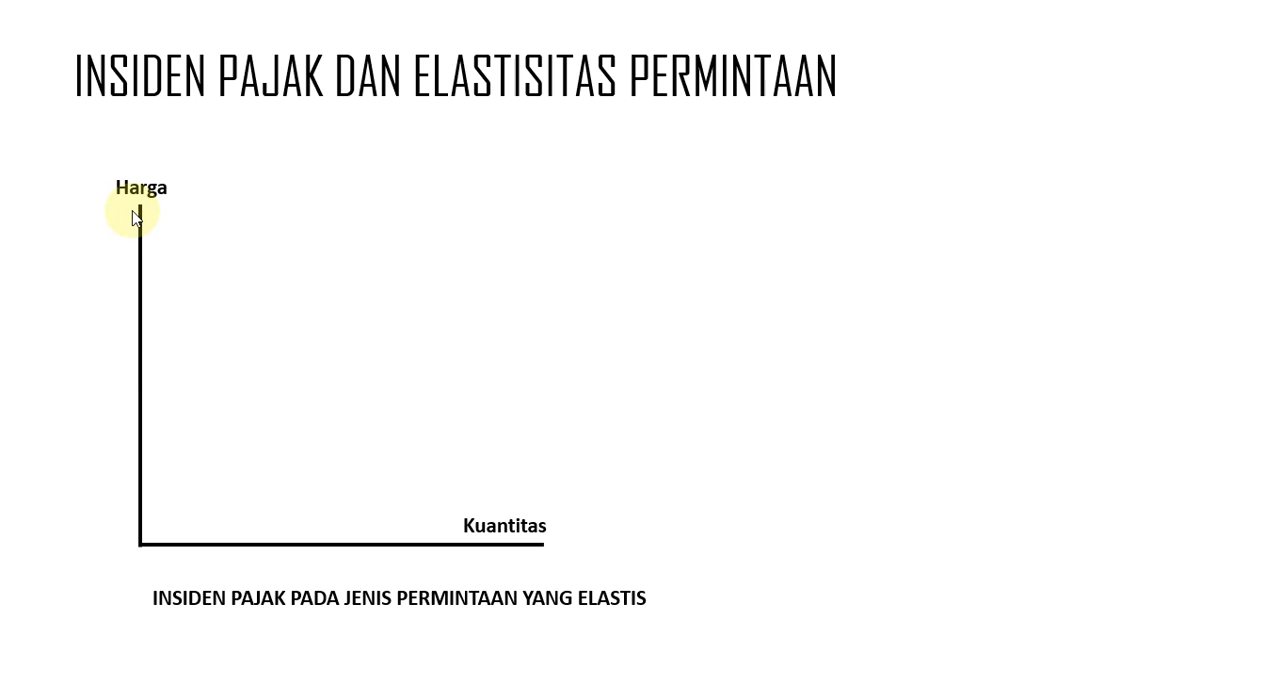 INSIDEN PAJAK DAN ELASTISITAS PERMINTAAN
Harga
Kuantitas
INSIDEN PAJAK PADA JENIS PERMINTAAN YANG ELASTIS